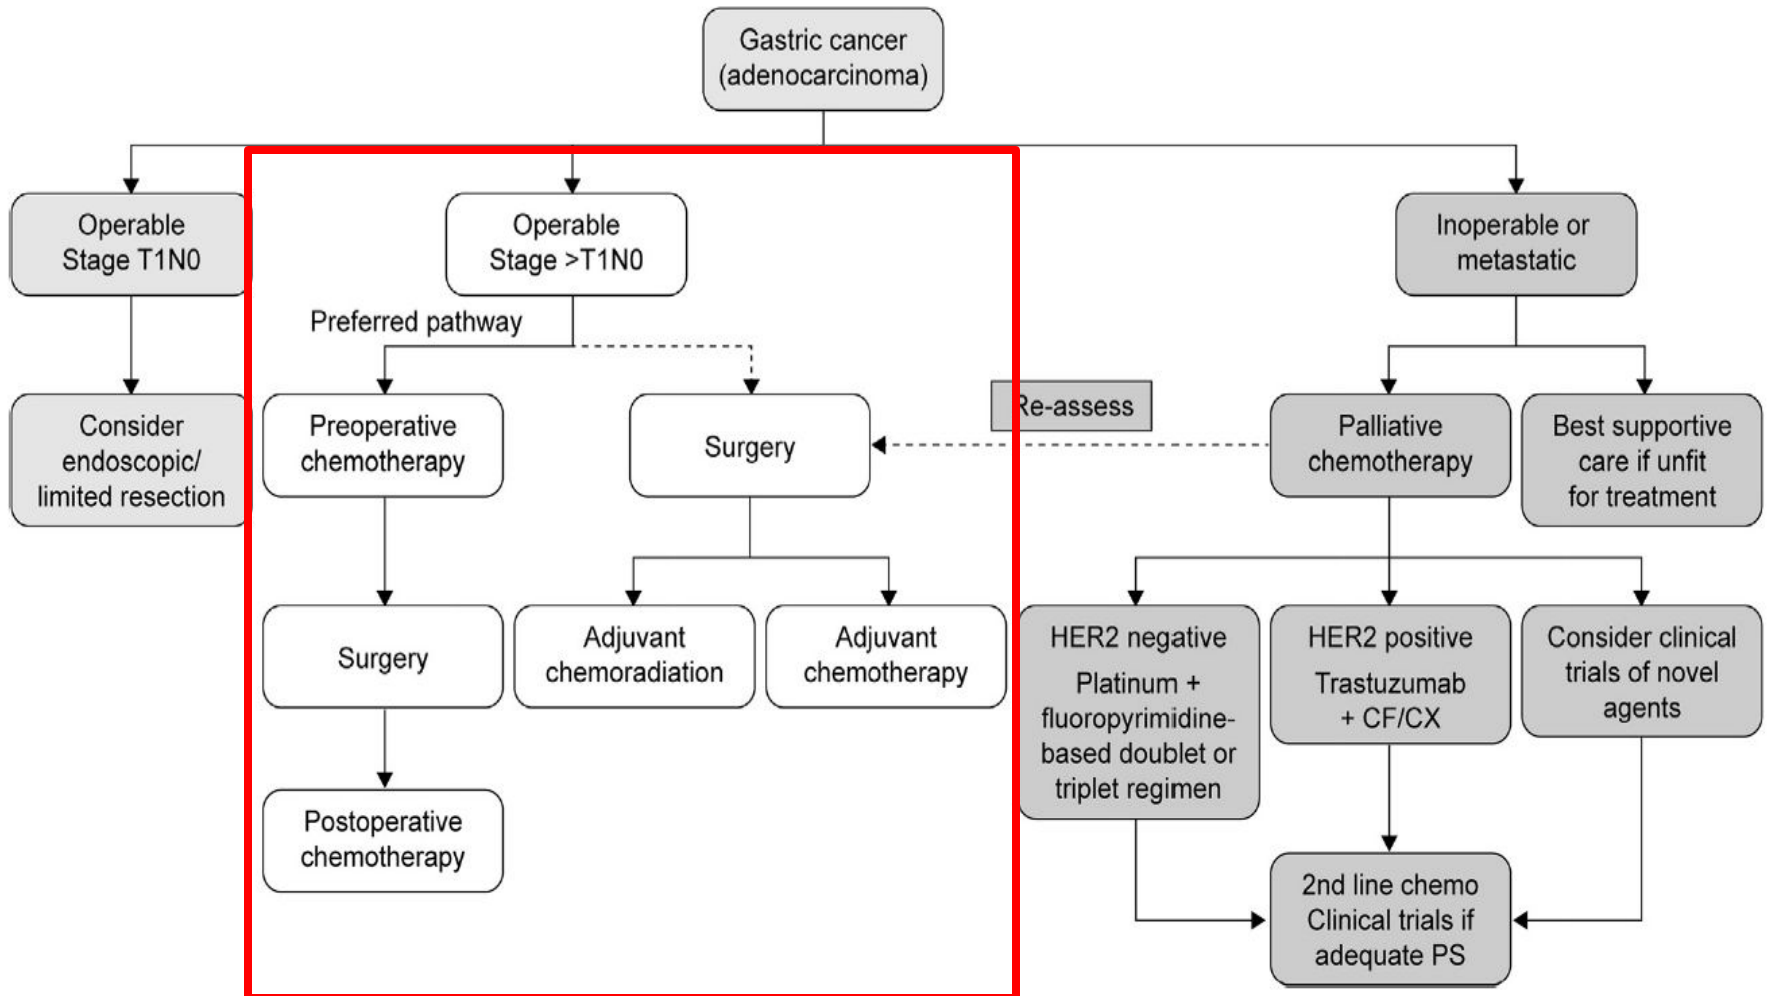 Gastric cancer
(adenocarcinoma)
Operable
Stage T1N0
Operable
Stage >T1N0
Inoperable or
metastatic
Preferred pathway
Consider
endoscopic/
limited resection
Preoperative
chemotherapy
Surgery
Re-assess
Palliative
chemotherapy
Best supportive
care if unfit
for treatment
Surgery
Adjuvant
chemoradiation
Adjuvant
chemotherapy
HER2 negative
Platinum +
fluoropyrimidine-
based doublet or
triplet regimen
HER2 positive
Trastuzumab
+ CF/CX
Consider clinical
trials of novel
agents
Postoperative
chemotherapy
2nd line chemo
Clinical trials if
adequate PS